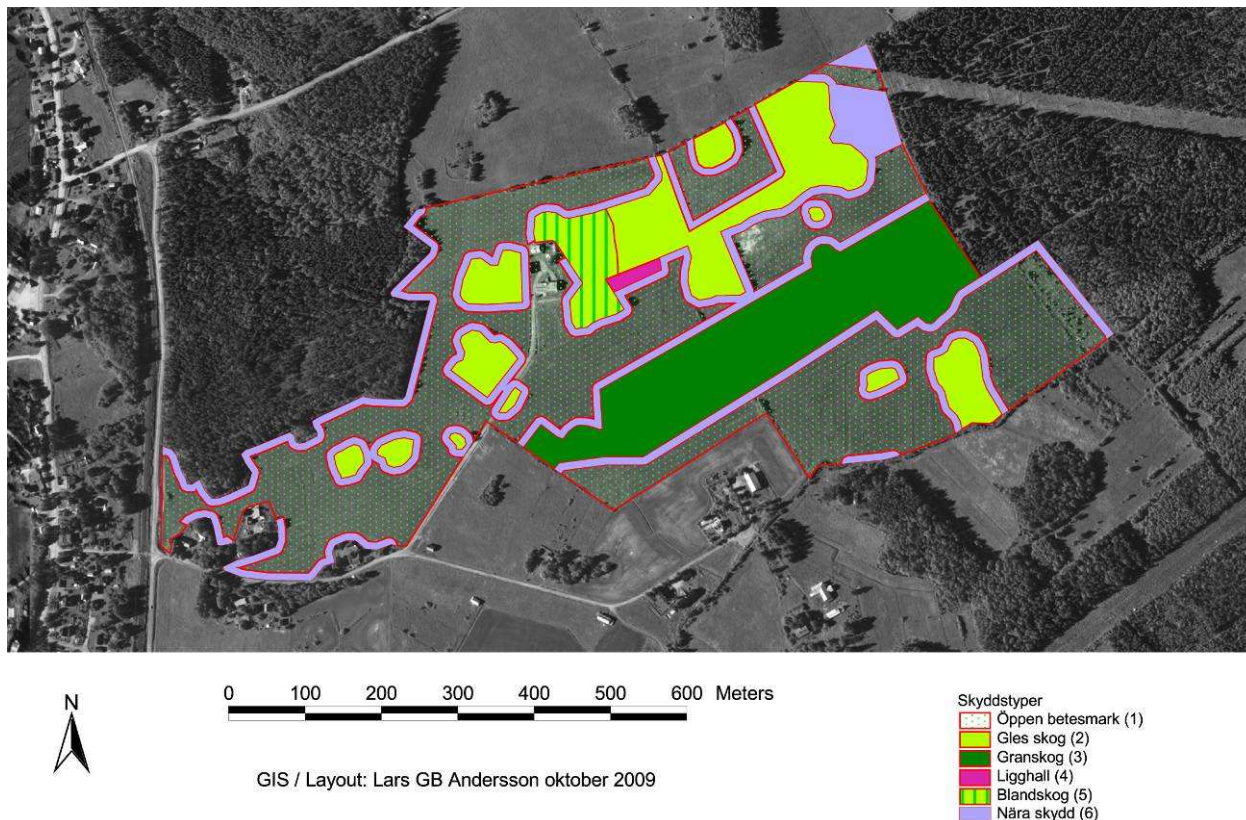 N
0 100 200 300 400 500 600 Meters
GIS / Layout: Lars GB Andersson oktober 2009
Skyddstyper
Öppen betesmark (1)
Gles skog (2)
Granskog (3)
Ligghall (4)
Blandskog (5)
Nära skydd (6)